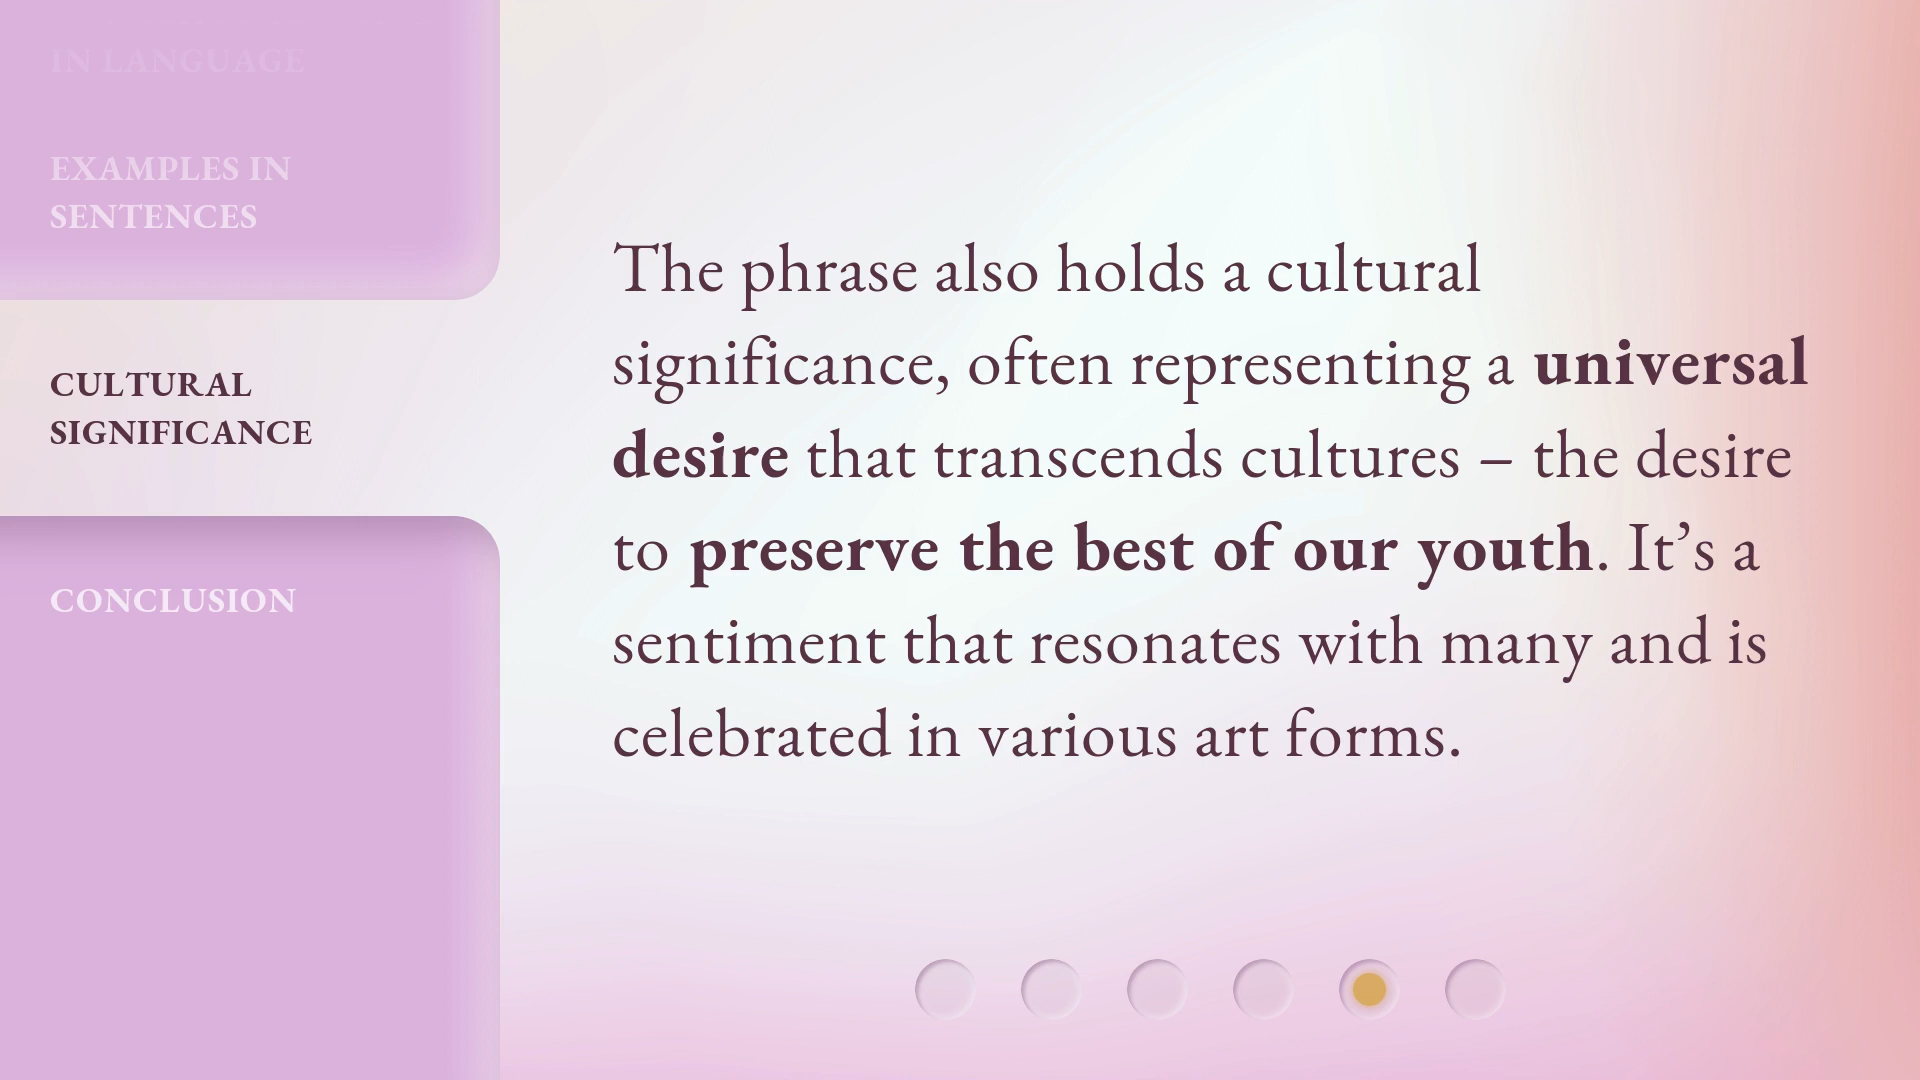 IN LANGUAGE
EXAMPLES IN
SENTENCES
CULTURAL
SIGNIFICANCE
CONCLUSION
The phrase also holds a cultural
significance, often representing a universal
desire that transcends cultures – the desire
to preserve the best of our youth. It’s a
sentiment that resonates with many and is
celebrated in various art forms.